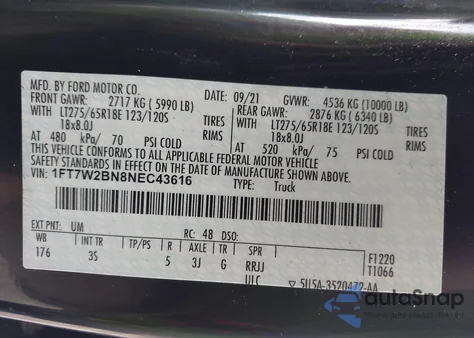 MFD. BY FORD MOTOR CO. 09/21 GVWR: 4536 KG (10000 LB)
FRONT GAWR: 2717 KG (5990 LB) REAR GAWR: 2876 KG (6340 LB)
LT275/65R18E 123/120S WITH LT275/65R18E 123/120S WITH
18x8.0J 18x8.0J
AT 480 kPa/ 70 PSI COLD AT 520 kPa/ 75 PSI COLD
THIS VEHICLE CONFORMS TO ALL APPLICABLE FEDERAL MOTOR VEHICLE
SAFETY STANDARDS IN EFFECT ON THE DATE OF MANUFACTURE SHOWN ABOVE.
VIN: 1FT7W2BN8NEC43616 TYPE: Truck
EXT PNT: UM RC: 48 DSO:
WB INT TR TP/PS R AXLE TR SPR F1220
176 3S 5 3J G RRJJ T1066
ULC 5U5A-3520472-AA
autoSnap